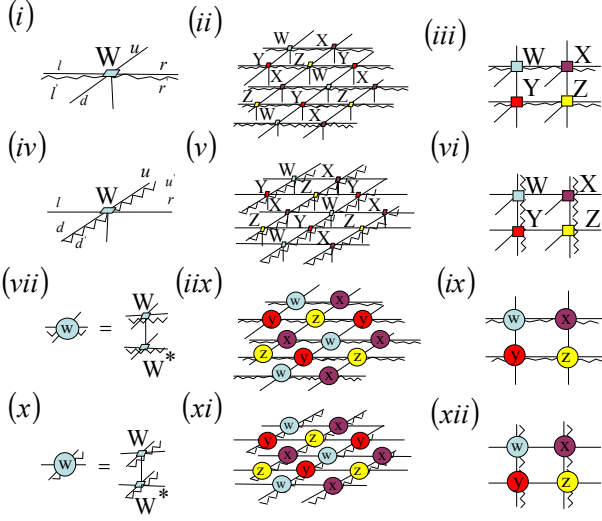 (i)
W
u
l
r
l'
r'
d
(ii)
W X
Y Z Y X
X W
Z
W X
(iii)
W X
Y Z
(iv)
W
u
u'
l
r
d
d'
(v)
W X
Y Z Y
X W X
Z Z
W X
(vi)
W X
Y Z
(vii)
W
w =
W*
(iix)
w x
Y Z Y
x w x
Z Y Z
w x
(ix)
w x
Y Z
(x)
W
w =
W*
(xi)
w x
Y Z Y
x w x
Z Y Z
w x
(xii)
w x
Y Z